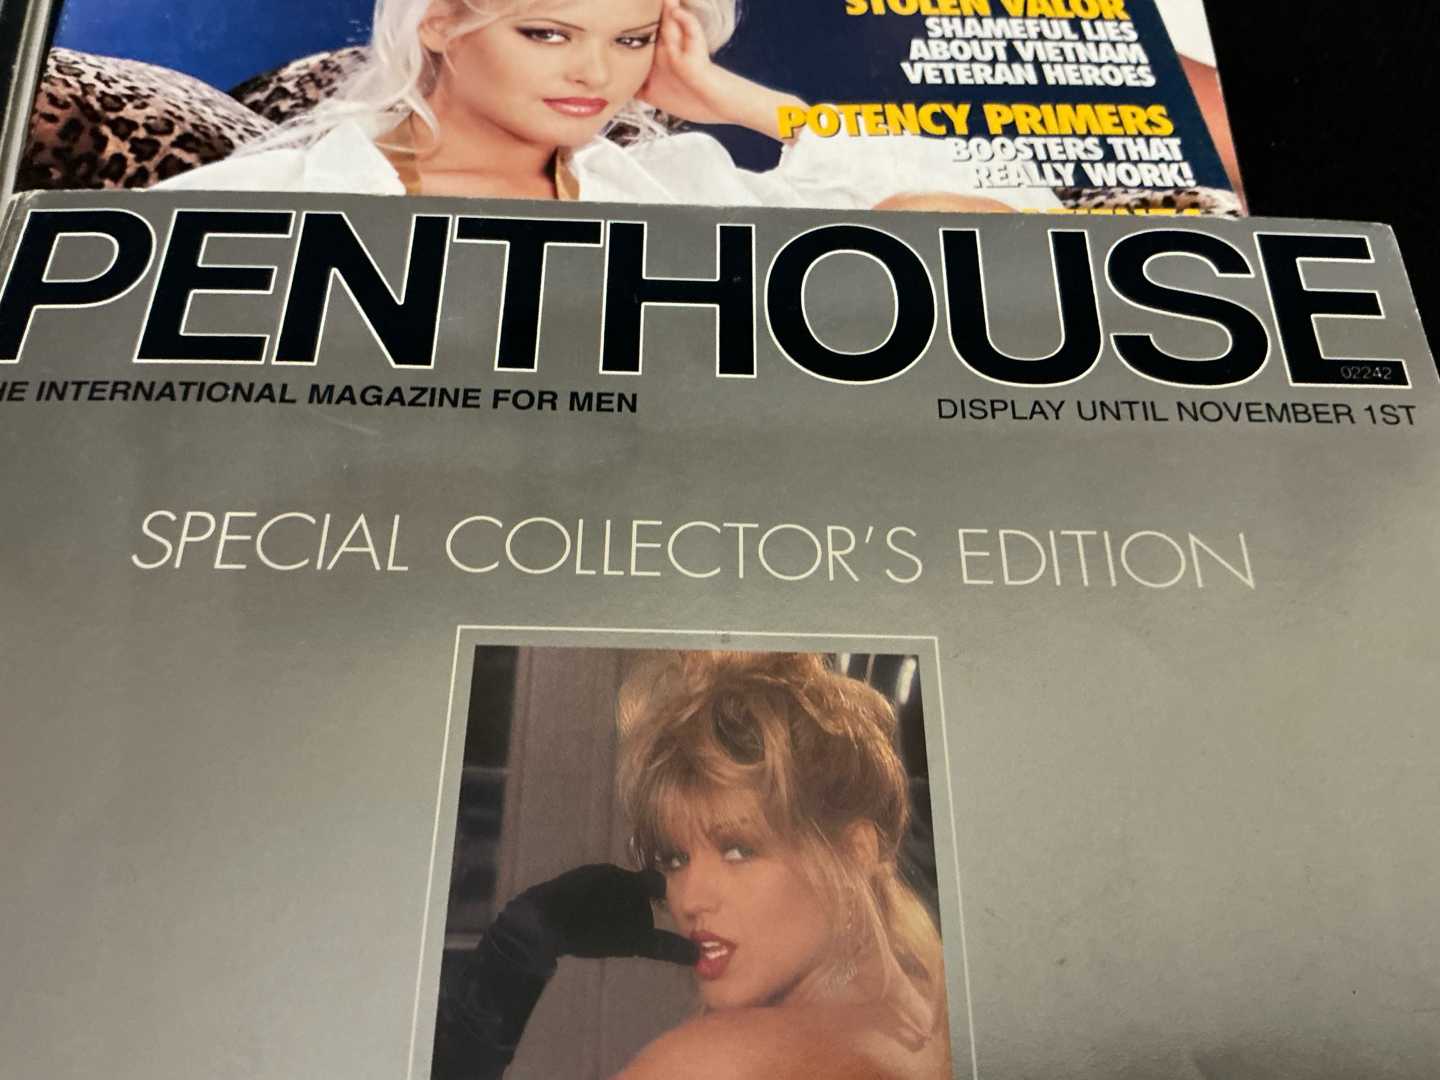 STOLEN VALOR
SHAMEFUL LIES
ABOUT VIETNAM
VETERAN HEROES
POTENCY PRIMERS
BOOSTERS THAT
REALLY WORK!
PENTHOUSE
02242
HE INTERNATIONAL MAGAZINE FOR MEN
DISPLAY UNTIL NOVEMBER 1ST
SPECIAL COLLECTOR'S EDITION